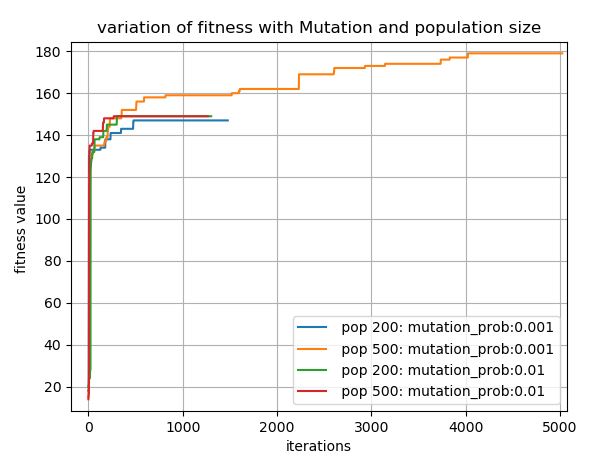 variation of fitness with Mutation and population size
fitness value
180
160
140
120
100
80
60
40
20
pop 200: mutation_prob:0.001
pop 500: mutation_prob:0.001
pop 200: mutation_prob:0.01
pop 500: mutation_prob:0.01
0 1000 2000 3000 4000 5000
iterations